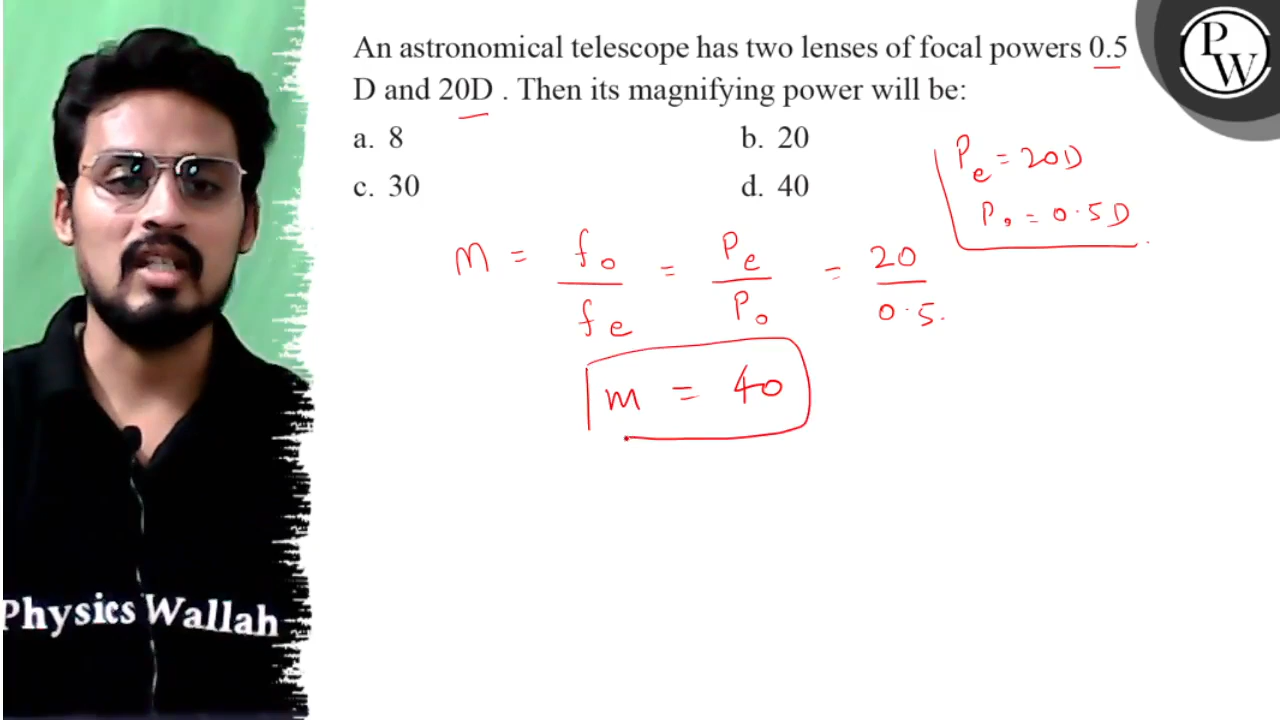 An astronomical telescope has two lenses of focal powers 0.5
D and 20D . Then its magnifying power will be:
a. 8
b. 20
c. 30
d. 40
P W
Pe = 20D
Po = 0.5D
m = fo/fe = Pe/Po = 20/0.5.
m = 40
Physics Wallah